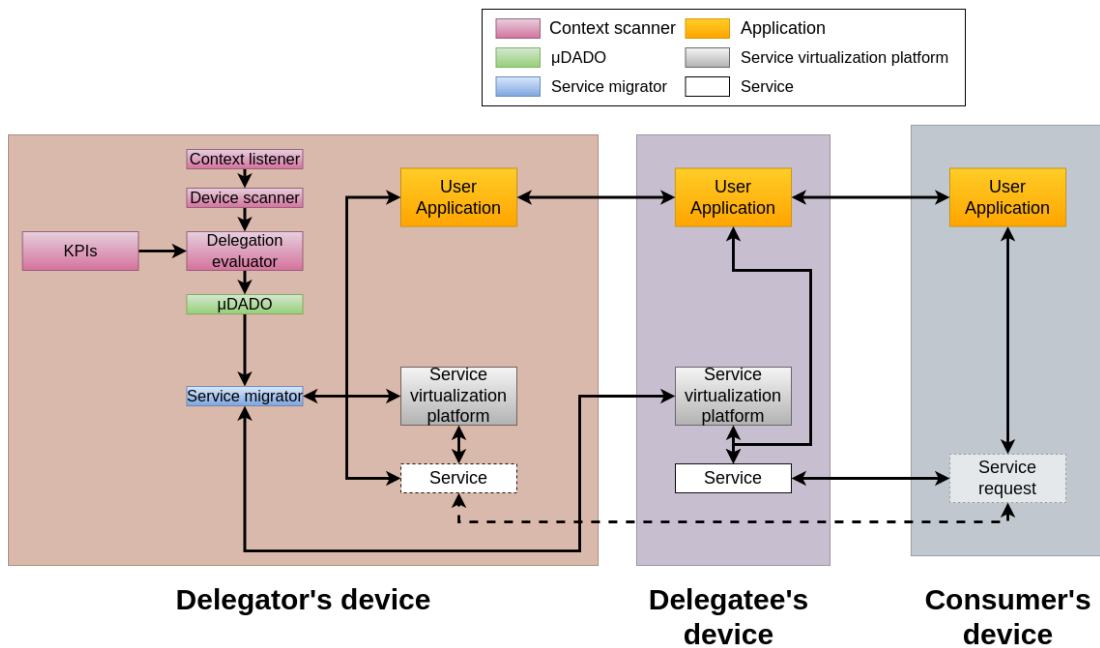 Context scanner
Application
μDADO
Service virtualization platform
Service migrator
Service
Context listener
Device scanner
KPIs
Delegation
evaluator
μDADO
Service migrator
User
Application
Service
virtualization
platform
Service
User
Application
Service
virtualization
platform
Service
User
Application
Service
request
Delegator's device
Delegatee's
device
Consumer's
device